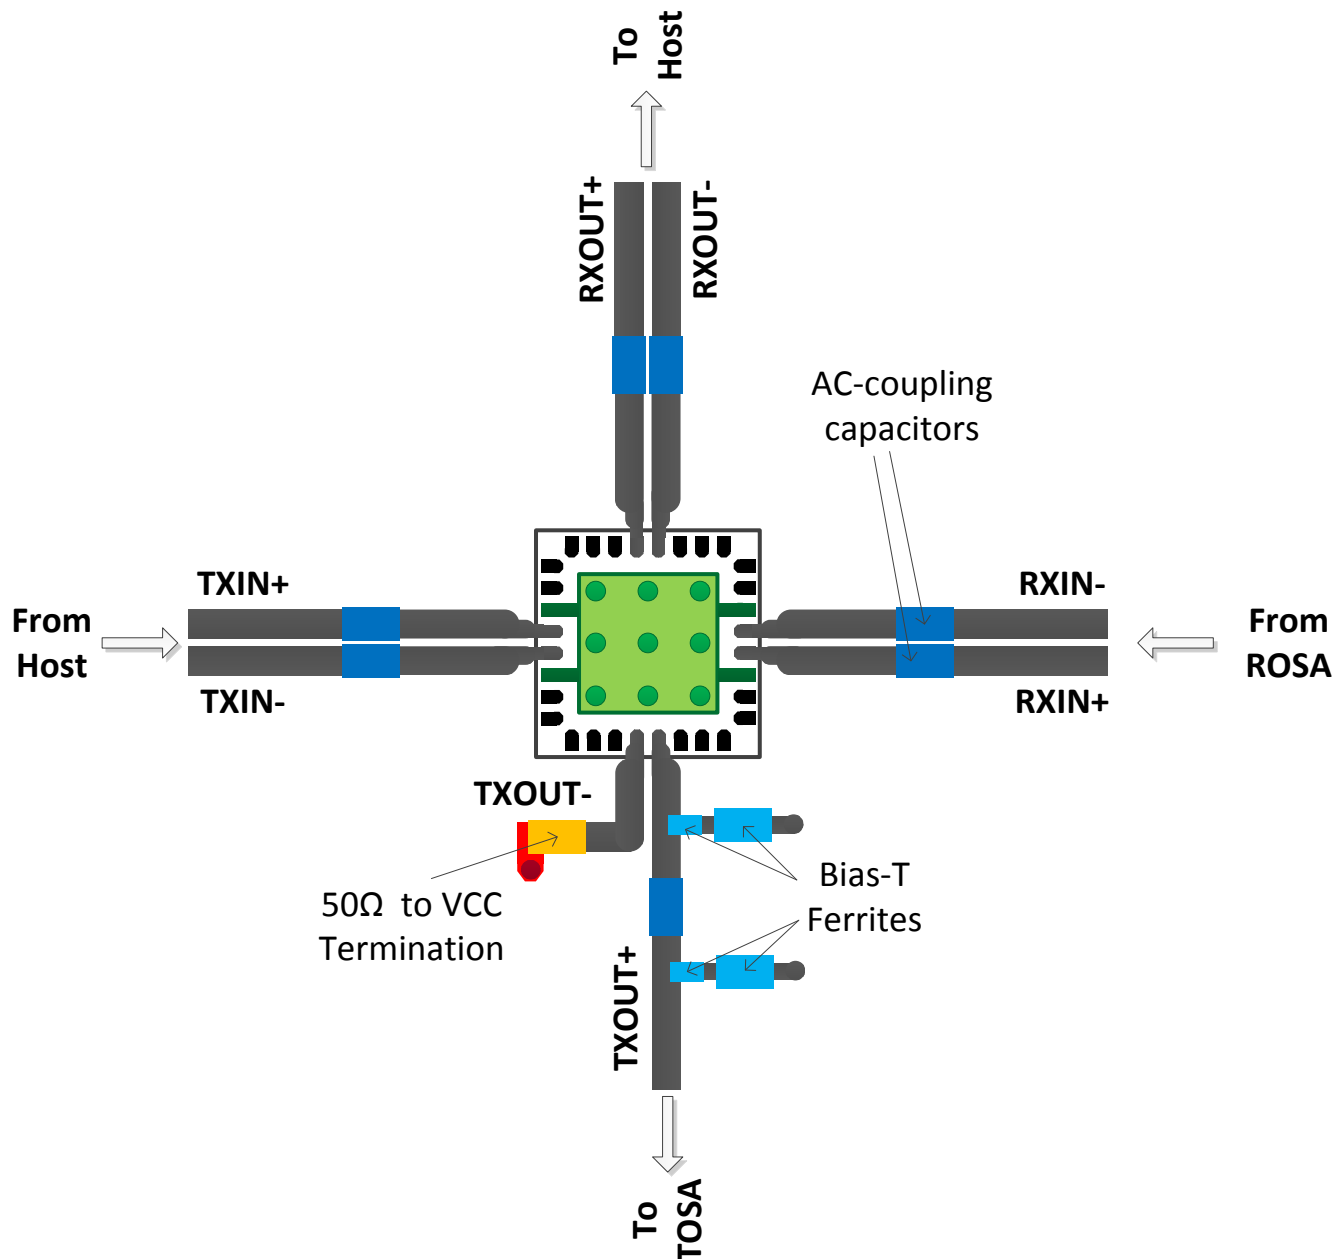 To
Host
RXOUT+
RXOUT-
AC-coupling
capacitors
TXIN+
From
Host
TXIN-
RXIN-
From
ROSA
RXIN+
TXOUT-
50Ω to VCC
Termination
Bias-T
Ferrites
TXOUT+
To
TOSA